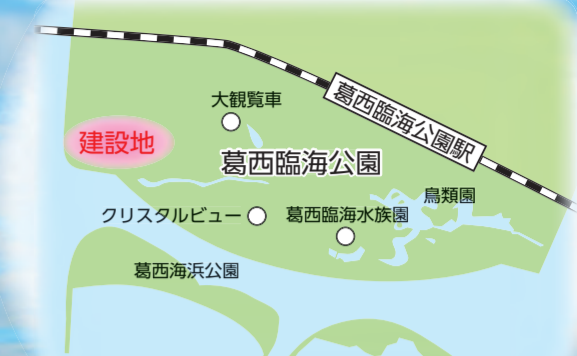 葛西臨海公園駅
大観覧車
建設地
葛西臨海公園
鳥類園
クリスタルビュー
葛西臨海水族園
葛西海浜公園